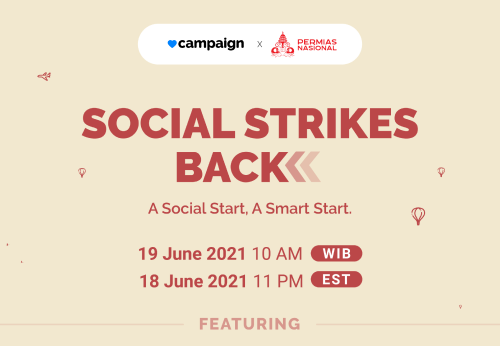 campaign x PERMIAS NASIONAL
SOCIAL STRIKES
BACK
A Social Start, A Smart Start.
19 June 2021 10 AM WIB
18 June 2021 11 PM EST
FEATURING